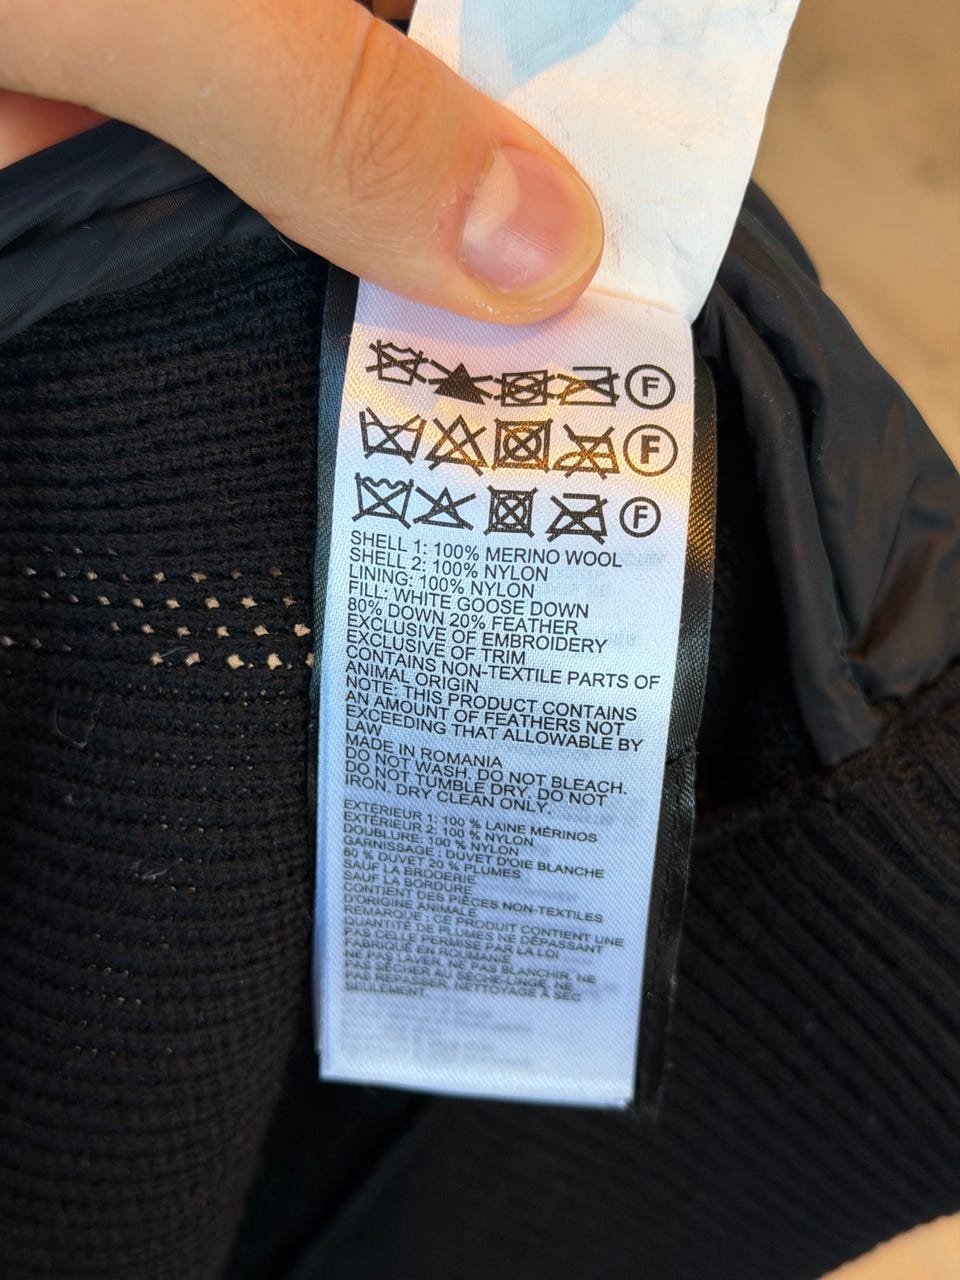 F
F
F
SHELL 1: 100% MERINO WOOL
SHELL 2: 100% NYLON
LINING: 100% NYLON
FILL: WHITE GOOSE DOWN
80% DOWN 20% FEATHER
EXCLUSIVE OF EMBROIDERY
EXCLUSIVE OF TRIM
CONTAINS NON-TEXTILE PARTS OF
ANIMAL ORIGIN
NOTE: THIS PRODUCT CONTAINS
AN AMOUNT OF FEATHERS NOT
EXCEEDING THAT ALLOWABLE BY
LAW
MADE IN ROMANIA
DO NOT WASH. DO NOT BLEACH.
DO NOT TUMBLE DRY. DO NOT
IRON. DRY CLEAN ONLY.
EXTÉRIEUR 1: 100 % LAINE MÉRINOS
EXTÉRIEUR 2: 100 % NYLON
DOUBLURE: 100 % NYLON
GARNISSAGE : DUVET D'OIE BLANCHE
80 % DUVET 20 % PLUMES
SAUF LA BRODERIE
SAUF LA BORDURE
CONTIENT DES PIÈCES NON-TEXTILES
D'ORIGINE ANIMALE
REMARQUE : CE PRODUIT CONTIENT UNE
QUANTITÉ DE PLUMES NE DÉPASSANT
PAS CELLE PERMISE PAR LA LOI
FABRIQUÉ EN ROUMANIE
NE PAS LAVER, NE PAS BLANCHIR, NE
PAS SÉCHER AU SÈCHE-LINGE, NE
PAS REPASSER, NETTOYAGE À SEC
SEULEMENT.